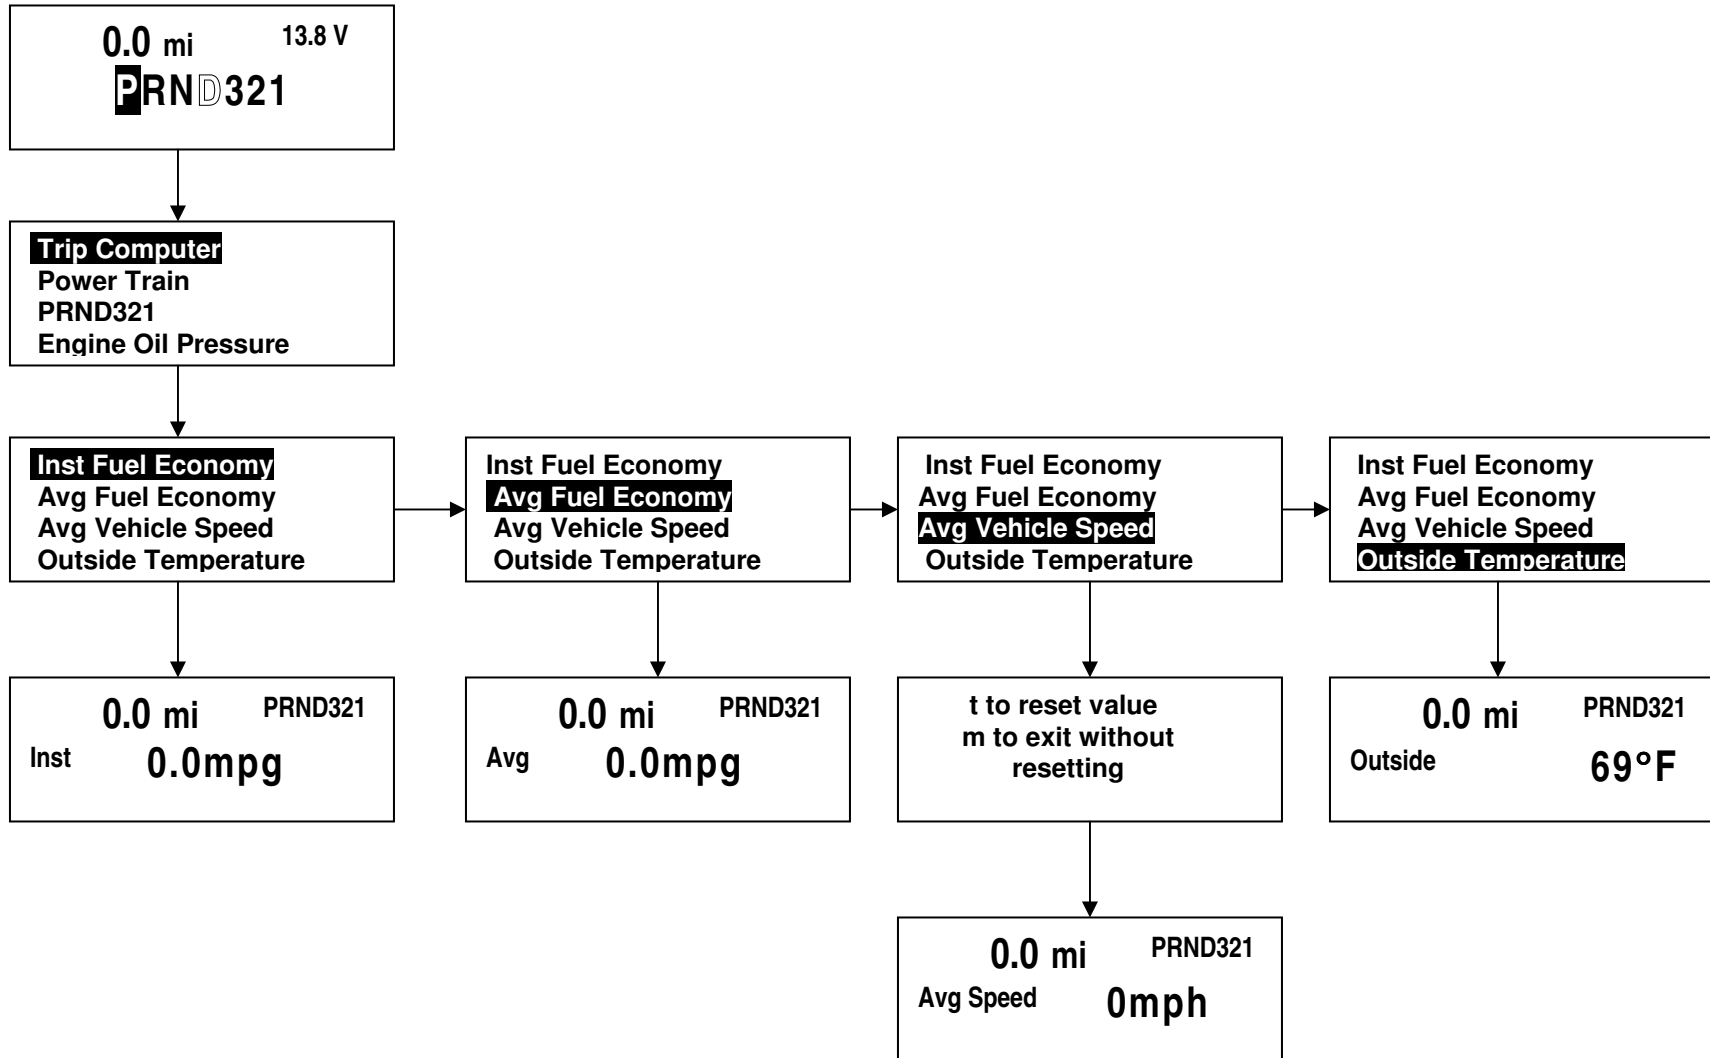 0.0 mi 13.8 V
PRND321
Trip Computer
Power Train
PRND321
Engine Oil Pressure
Inst Fuel Economy
Avg Fuel Economy
Avg Vehicle Speed
Outside Temperature
Inst Fuel Economy
Avg Fuel Economy
Avg Vehicle Speed
Outside Temperature
Inst Fuel Economy
Avg Fuel Economy
Avg Vehicle Speed
Outside Temperature
Inst Fuel Economy
Avg Fuel Economy
Avg Vehicle Speed
Outside Temperature
0.0 mi PRND321
Inst 0.0mpg
0.0 mi PRND321
Avg 0.0mpg
t to reset value
m to exit without
resetting
0.0 mi PRND321
Outside 69°F
0.0 mi PRND321
Avg Speed 0mph